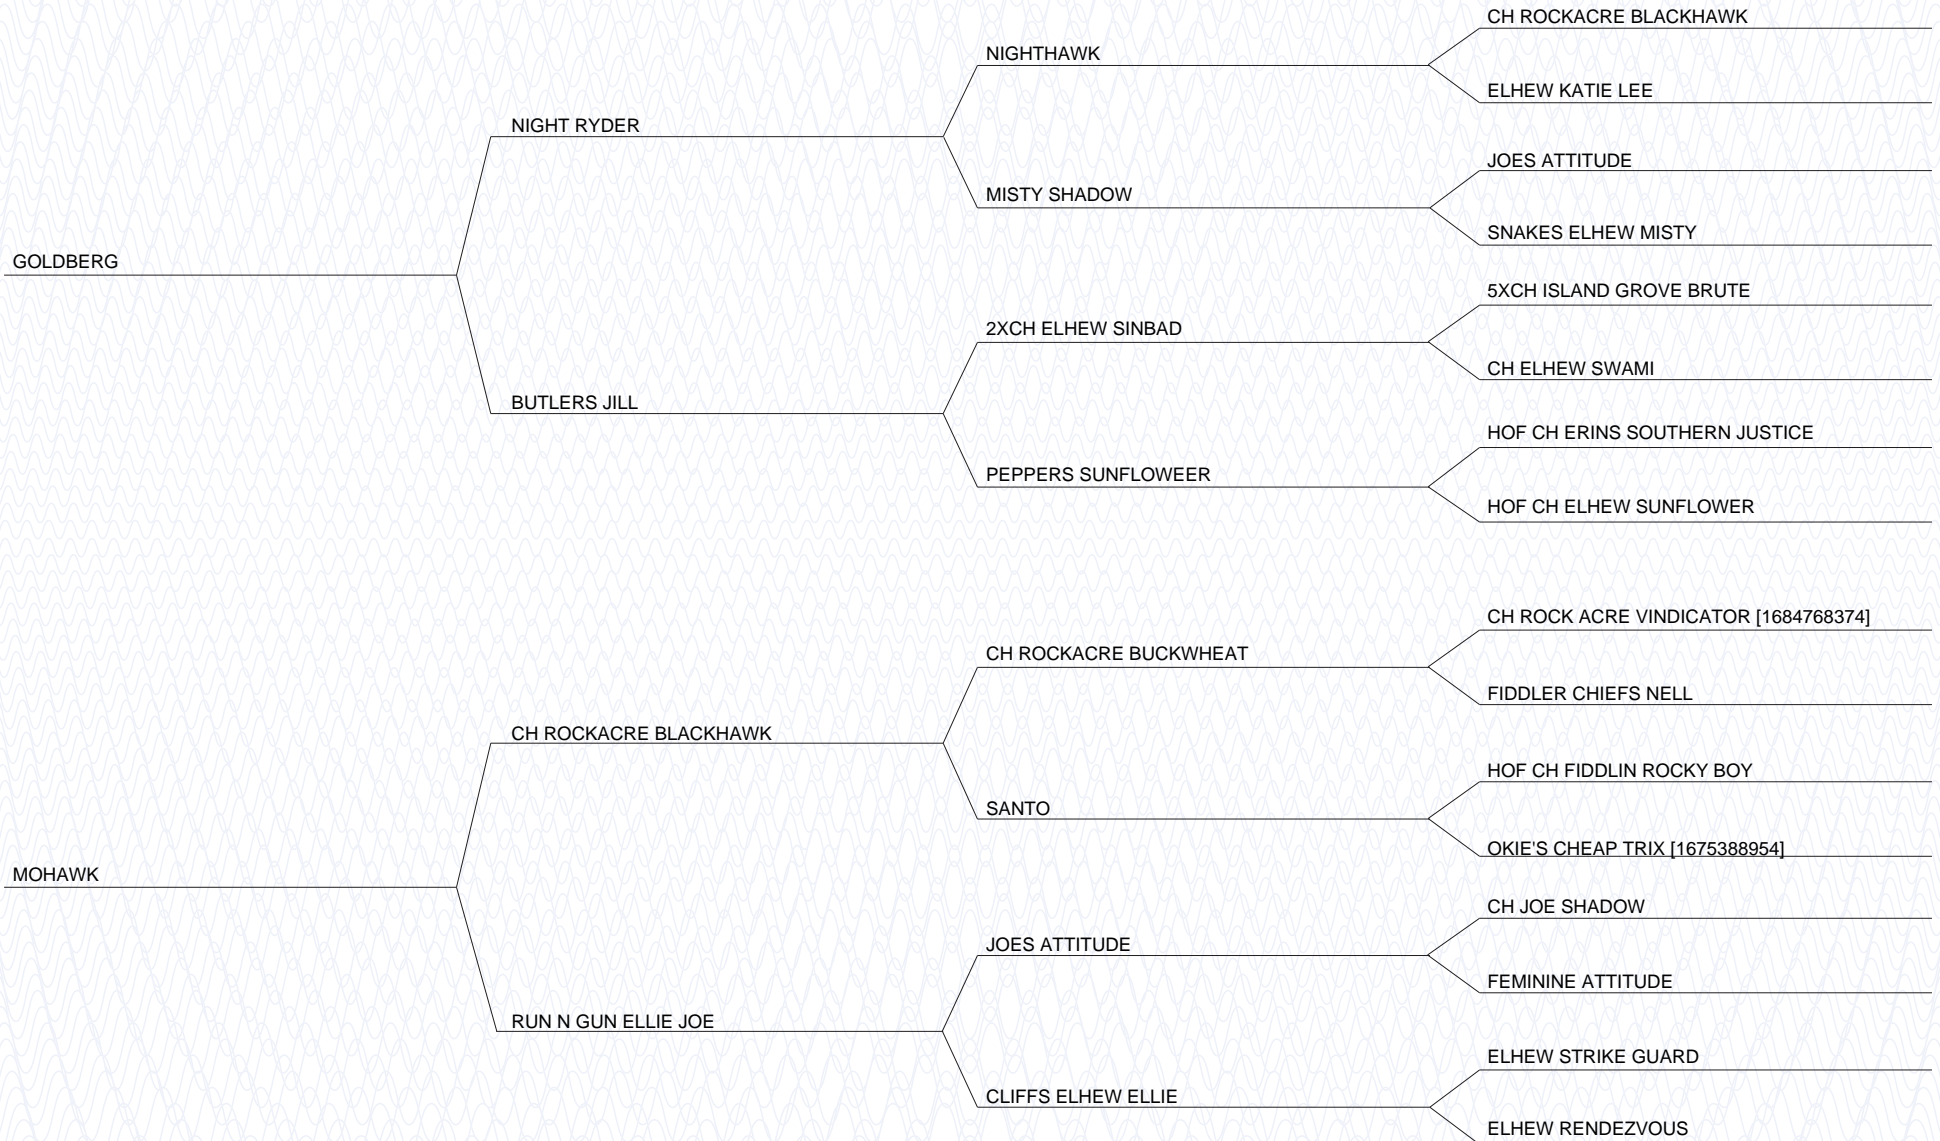 CH ROCKACRE BLACKHAWK
NIGHTHAWK
ELHEW KATIE LEE
NIGHT RYDER
JOES ATTITUDE
MISTY SHADOW
SNAKES ELHEW MISTY
GOLDBERG
5XCH ISLAND GROVE BRUTE
2XCH ELHEW SINBAD
CH ELHEW SWAMI
BUTLERS JILL
HOF CH ERINS SOUTHERN JUSTICE
PEPPERS SUNFLOWEER
HOF CH ELHEW SUNFLOWER
CH ROCK ACRE VINDICATOR [1684768374]
CH ROCKACRE BUCKWHEAT
FIDDLER CHIEFS NELL
CH ROCKACRE BLACKHAWK
HOF CH FIDDLIN ROCKY BOY
SANTO
OKIE'S CHEAP TRIX [1675388954]
MOHAWK
CH JOE SHADOW
JOES ATTITUDE
FEMININE ATTITUDE
RUN N GUN ELLIE JOE
ELHEW STRIKE GUARD
CLIFFS ELHEW ELLIE
ELHEW RENDEZVOUS